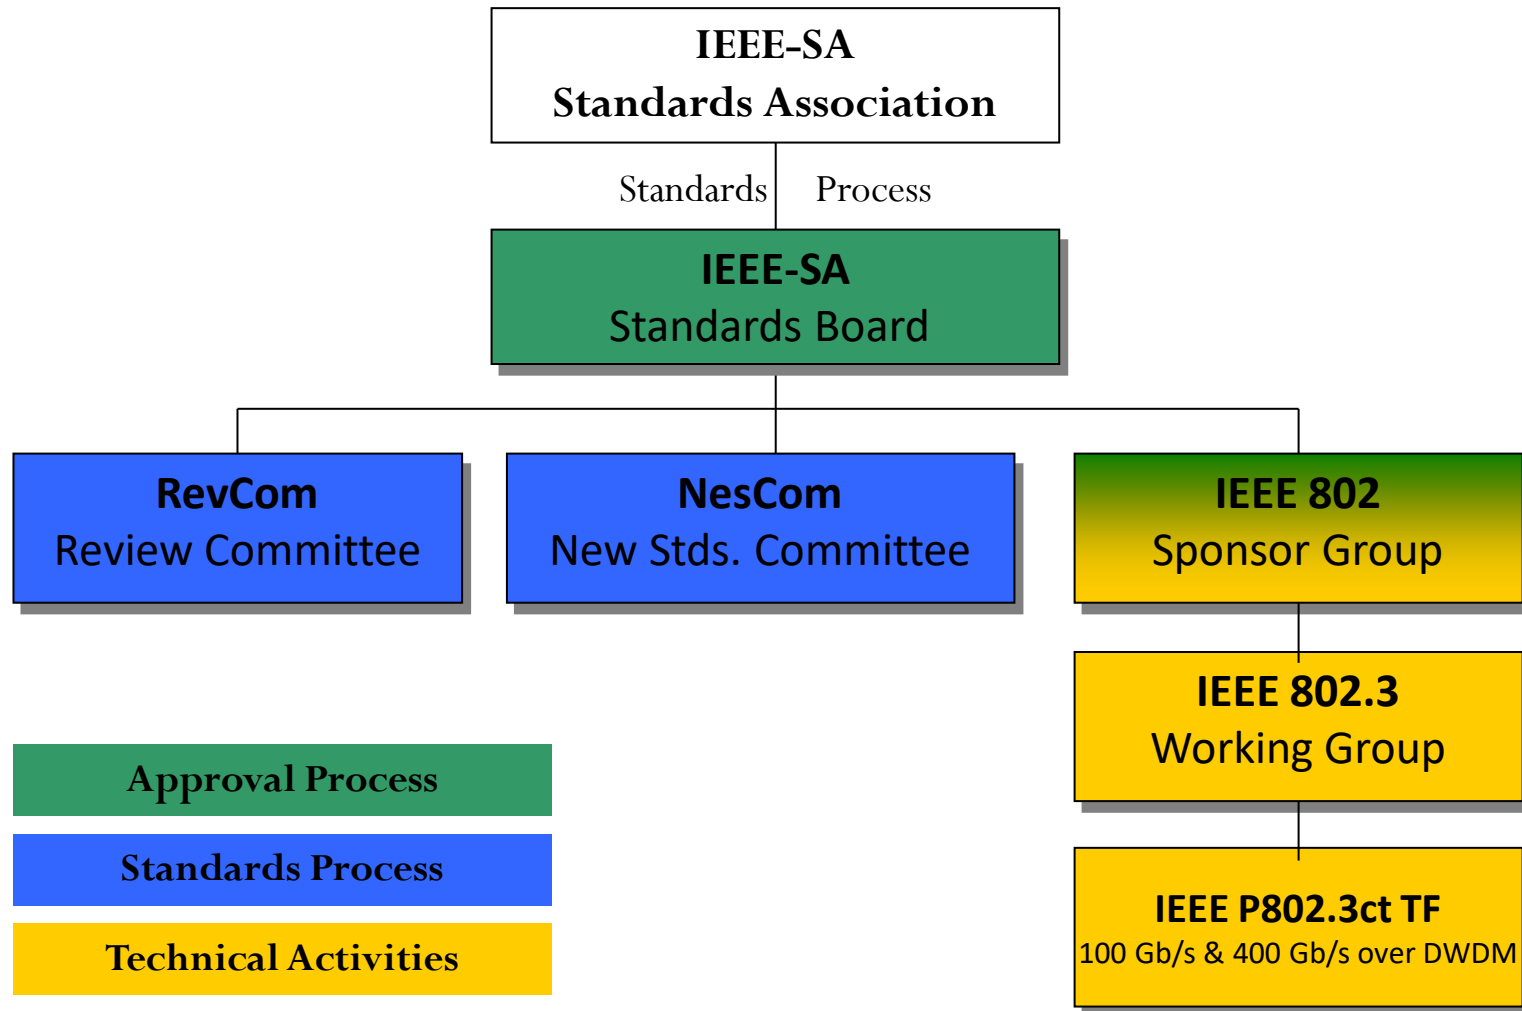 IEEE-SA
Standards Association
Standards Process
IEEE-SA
Standards Board
RevCom
Review Committee
NesCom
New Stds. Committee
IEEE 802
Sponsor Group
IEEE 802.3
Working Group
IEEE P802.3ct TF
100 Gb/s & 400 Gb/s over DWDM
Approval Process
Standards Process
Technical Activities